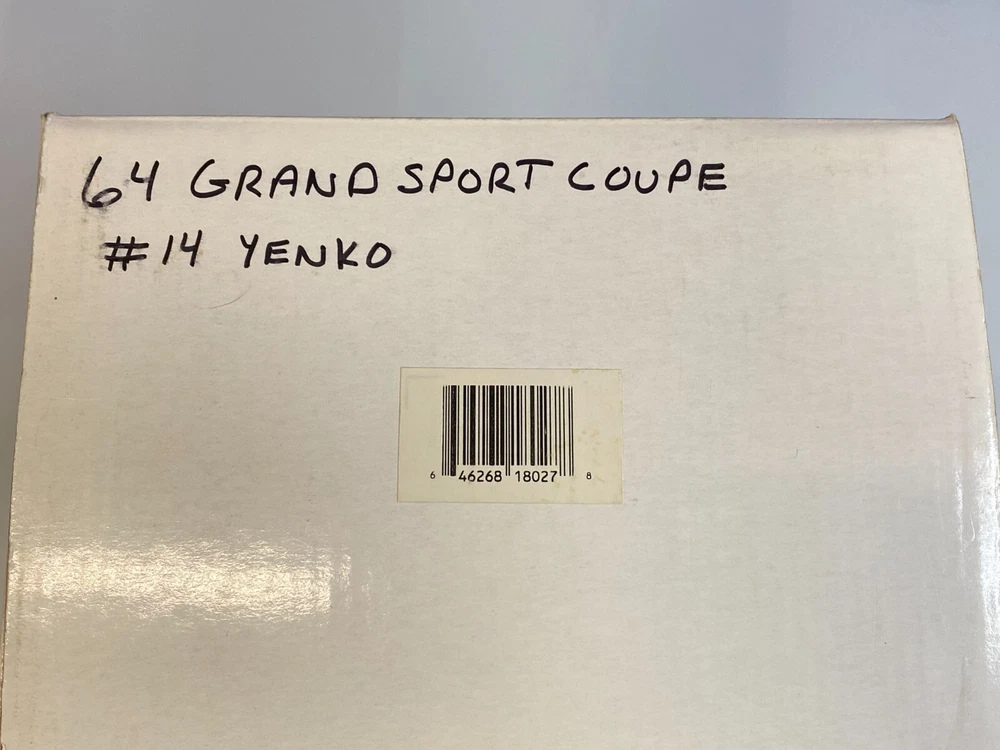 64 GRAND SPORT COUPE
#14 YENKO
6 46268 18027 8